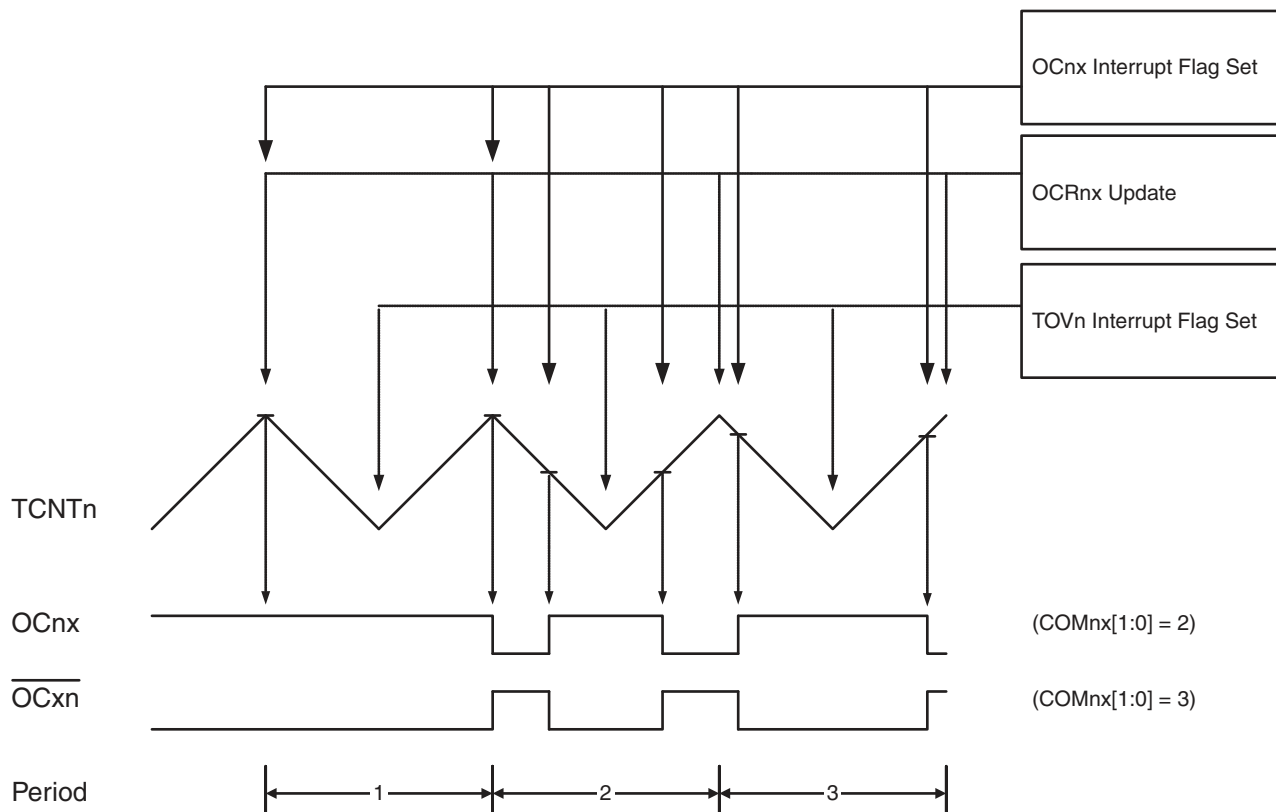 OCnx Interrupt Flag Set
OCRnx Update
TOVn Interrupt Flag Set
TCNTn
OCnx
(COMnx[1:0] = 2)
OCxn
(COMnx[1:0] = 3)
Period
1
2
3